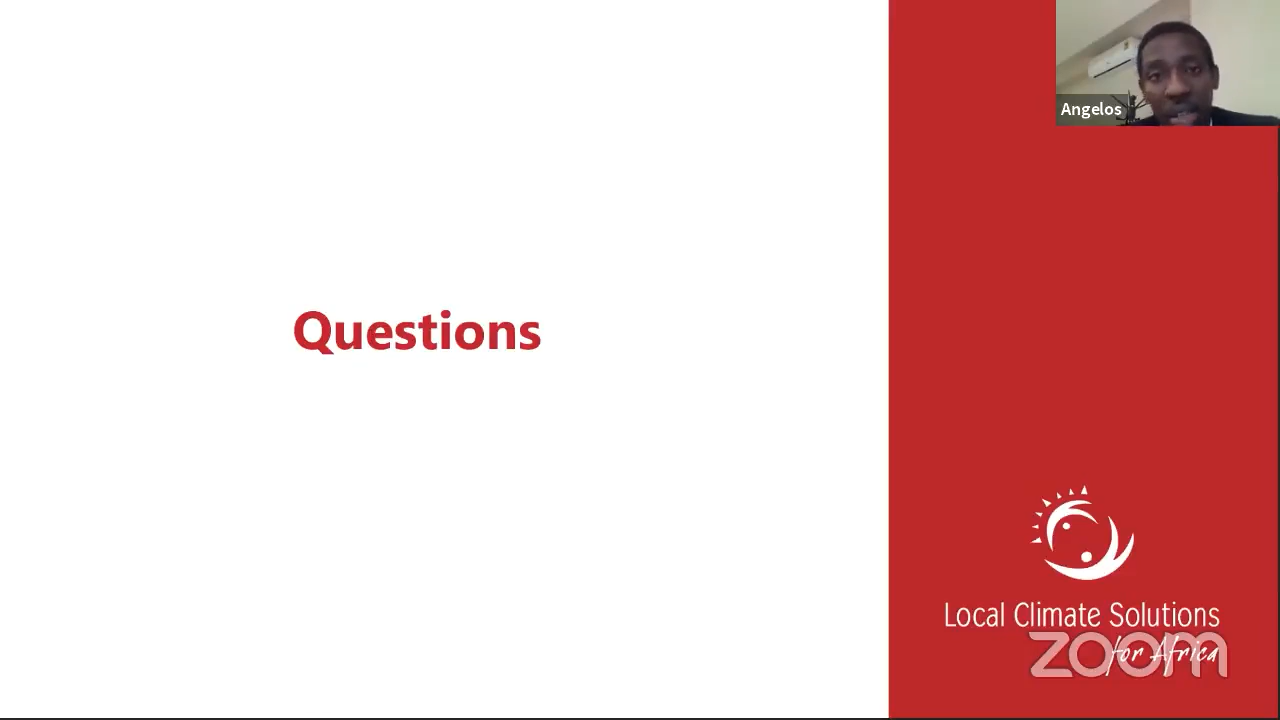 Angelos
Questions
Local Climate Solutions
for Africa
zoom